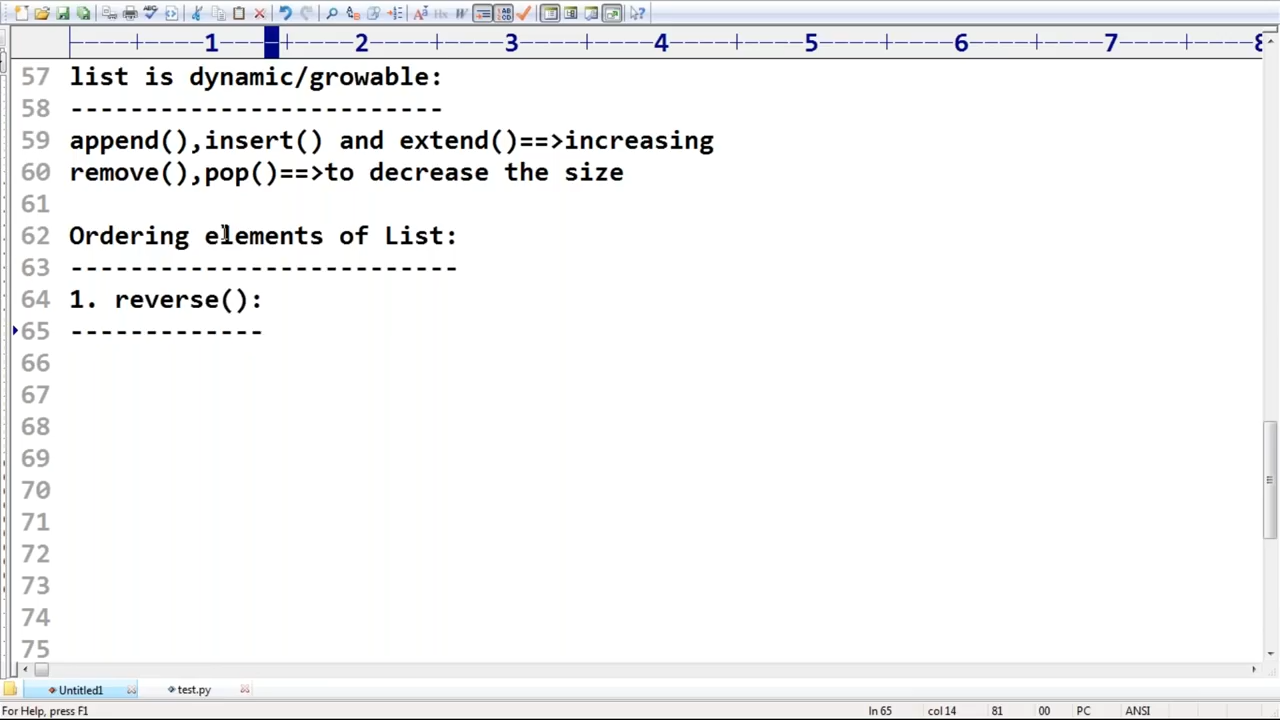 1 2 3 4 5 6 7 8
57 list is dynamic/growable:
58 -------------------------
59 append(),insert() and extend()==>increasing
60 remove(),pop()==>to decrease the size
61
62 Ordering elements of List:
63 --------------------------
64 1. reverse():
65 -------------
66
67
68
69
70
71
72
73
74
75
Untitled1 test.py
For Help, press F1 ln 65 col 14 81 00 PC ANSI